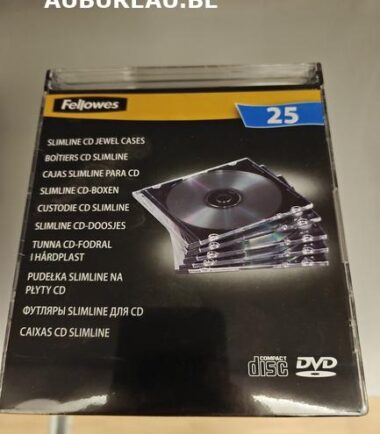 AUBUREAU.BE
Fellowes
25
SLIMLINE CD JEWEL CASES
BOÎTIERS CD SLIMLINE
CAJAS SLIMLINE PARA CD
SLIMLINE CD-BOXEN
CUSTODIE CD SLIMLINE
SLIMLINE CD-DOOSJES
TUNNA CD-FODRAL
I HÅRDPLAST
PUDEŁKA SLIMLINE NA
PŁYTY CD
ФУТЛЯРЫ SLIMLINE ДЛЯ CD
CAIXAS CD SLIMLINE
COMPACT
disc
DVD